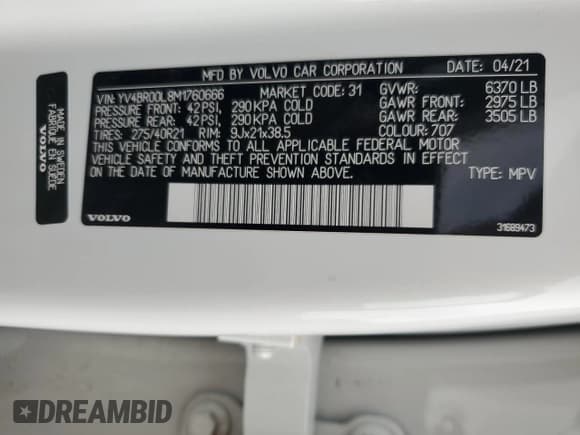 MFD BY VOLVO CAR CORPORATION DATE: 04/21
VIN: YV4BR00L8M1760666 MARKET CODE: 31 GVWR: 6370 LB
PRESSURE FRONT: 42 PSI, 290 KPA COLD GAWR FRONT: 2975 LB
PRESSURE REAR: 42 PSI, 290 KPA COLD GAWR REAR: 3505 LB
TIRES: 275/40R21 RIM: 9Jx21x38.5 COLOUR: 707
THIS VEHICLE CONFORMS TO ALL APPLICABLE FEDERAL MOTOR
VEHICLE SAFETY AND THEFT PREVENTION STANDARDS IN EFFECT
ON THE DATE OF MANUFACTURE SHOWN ABOVE. TYPE: MPV
VOLVO 31689473
VOLVO
FABRIQUE EN SUEDE
MADE IN SWEDEN
DREAMBID